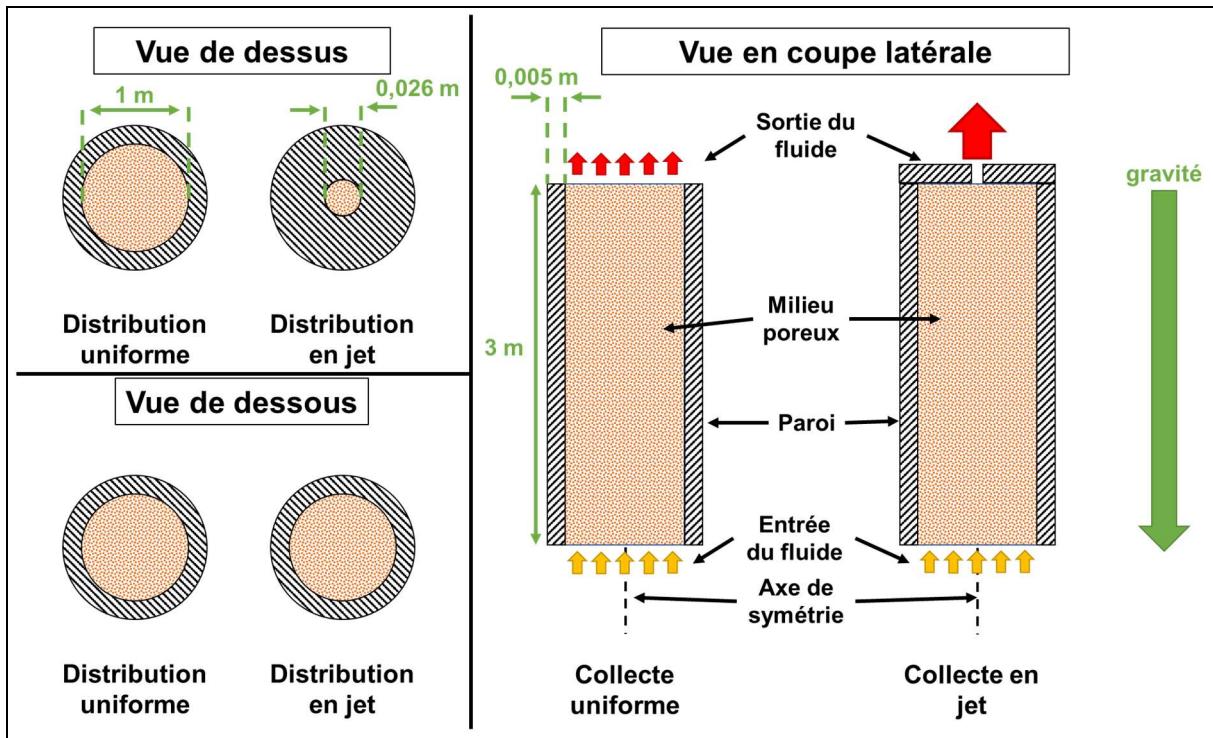 Vue de dessus
1 m
0,026 m
Distribution
uniforme
Distribution
en jet
Vue de dessous
Distribution
uniforme
Distribution
en jet
Vue en coupe latérale
0,005 m
Sortie du
fluide
gravité
3 m
Milieu
poreux
Paroi
Entrée
du fluide
Axe de
symétrie
Collecte
uniforme
Collecte en
jet